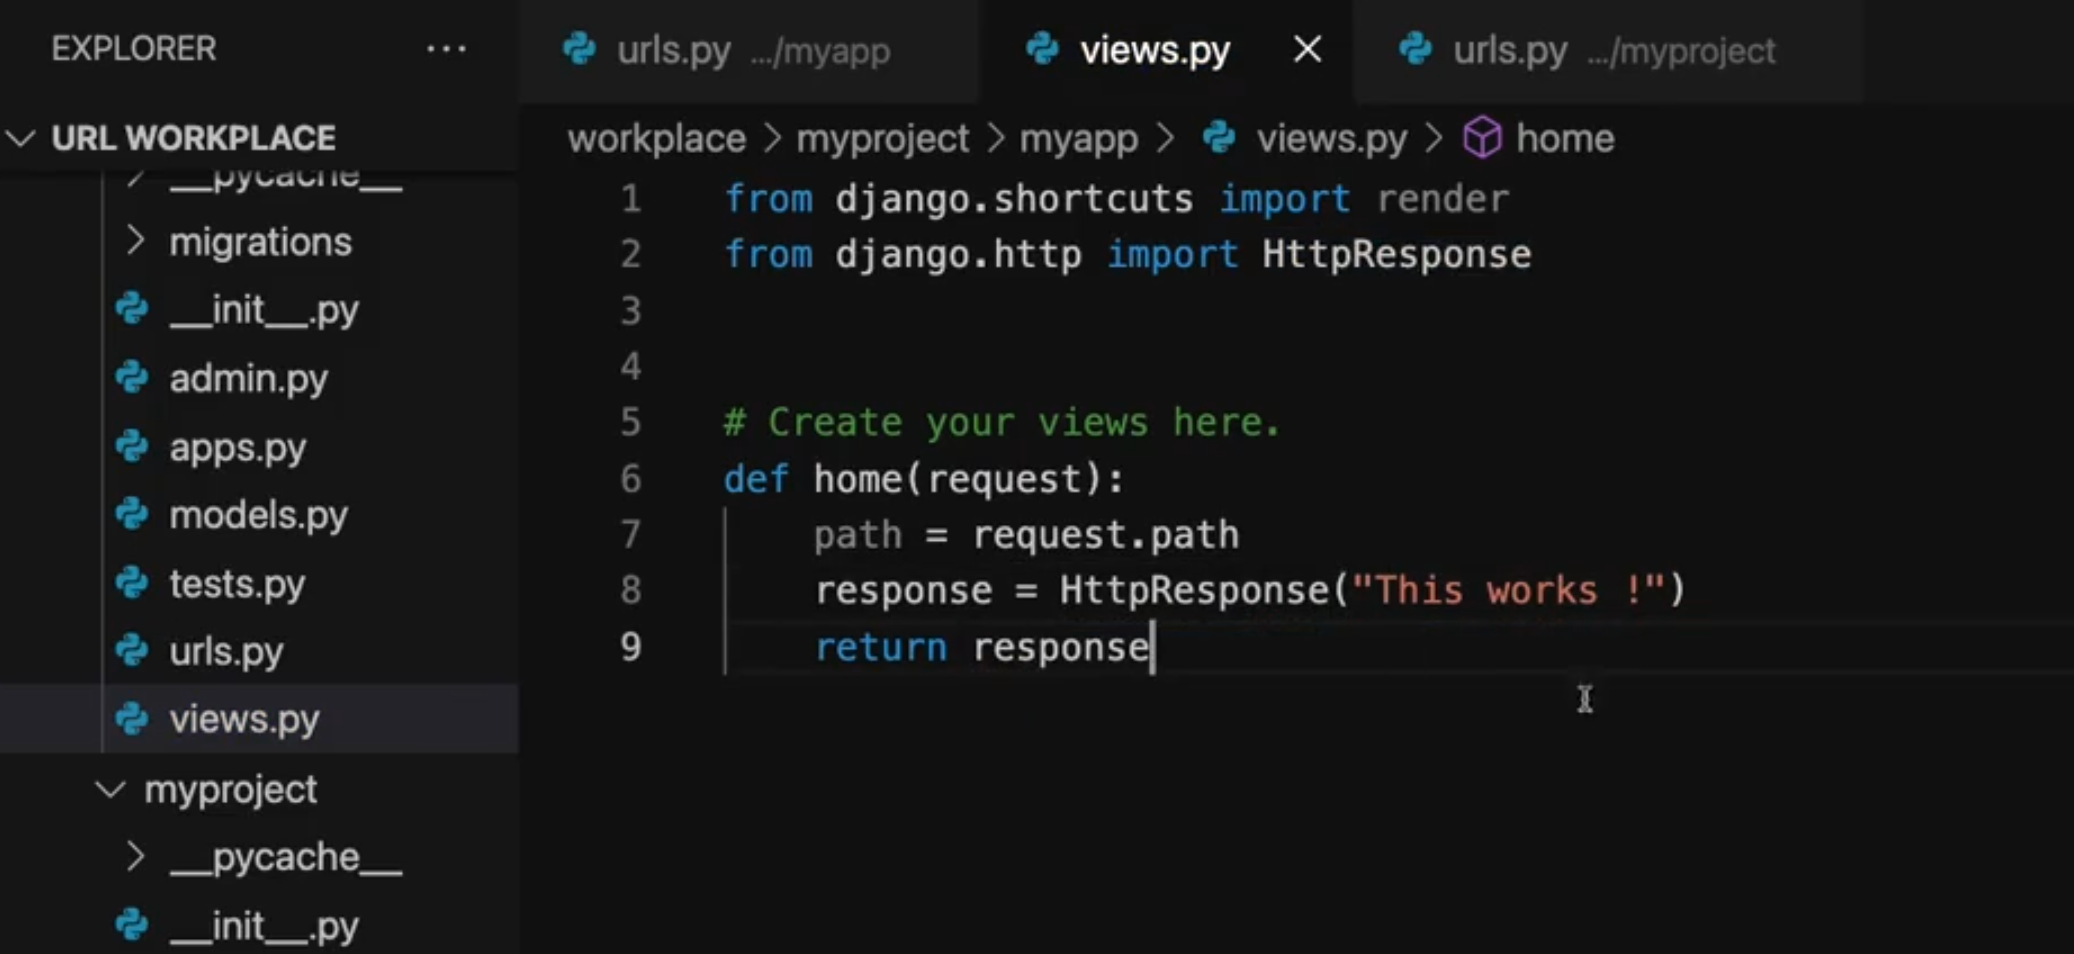 EXPLORER ...
URL WORKPLACE
__pycache__
migrations
__init__.py
admin.py
apps.py
models.py
tests.py
urls.py
views.py
myproject
__pycache__
__init__.py
urls.py .../myapp
views.py
urls.py .../myproject
workplace > myproject > myapp > views.py > home
1 from django.shortcuts import render
2 from django.http import HttpResponse
3
4
5 # Create your views here.
6 def home(request):
7     path = request.path
8     response = HttpResponse("This works !")
9     return response